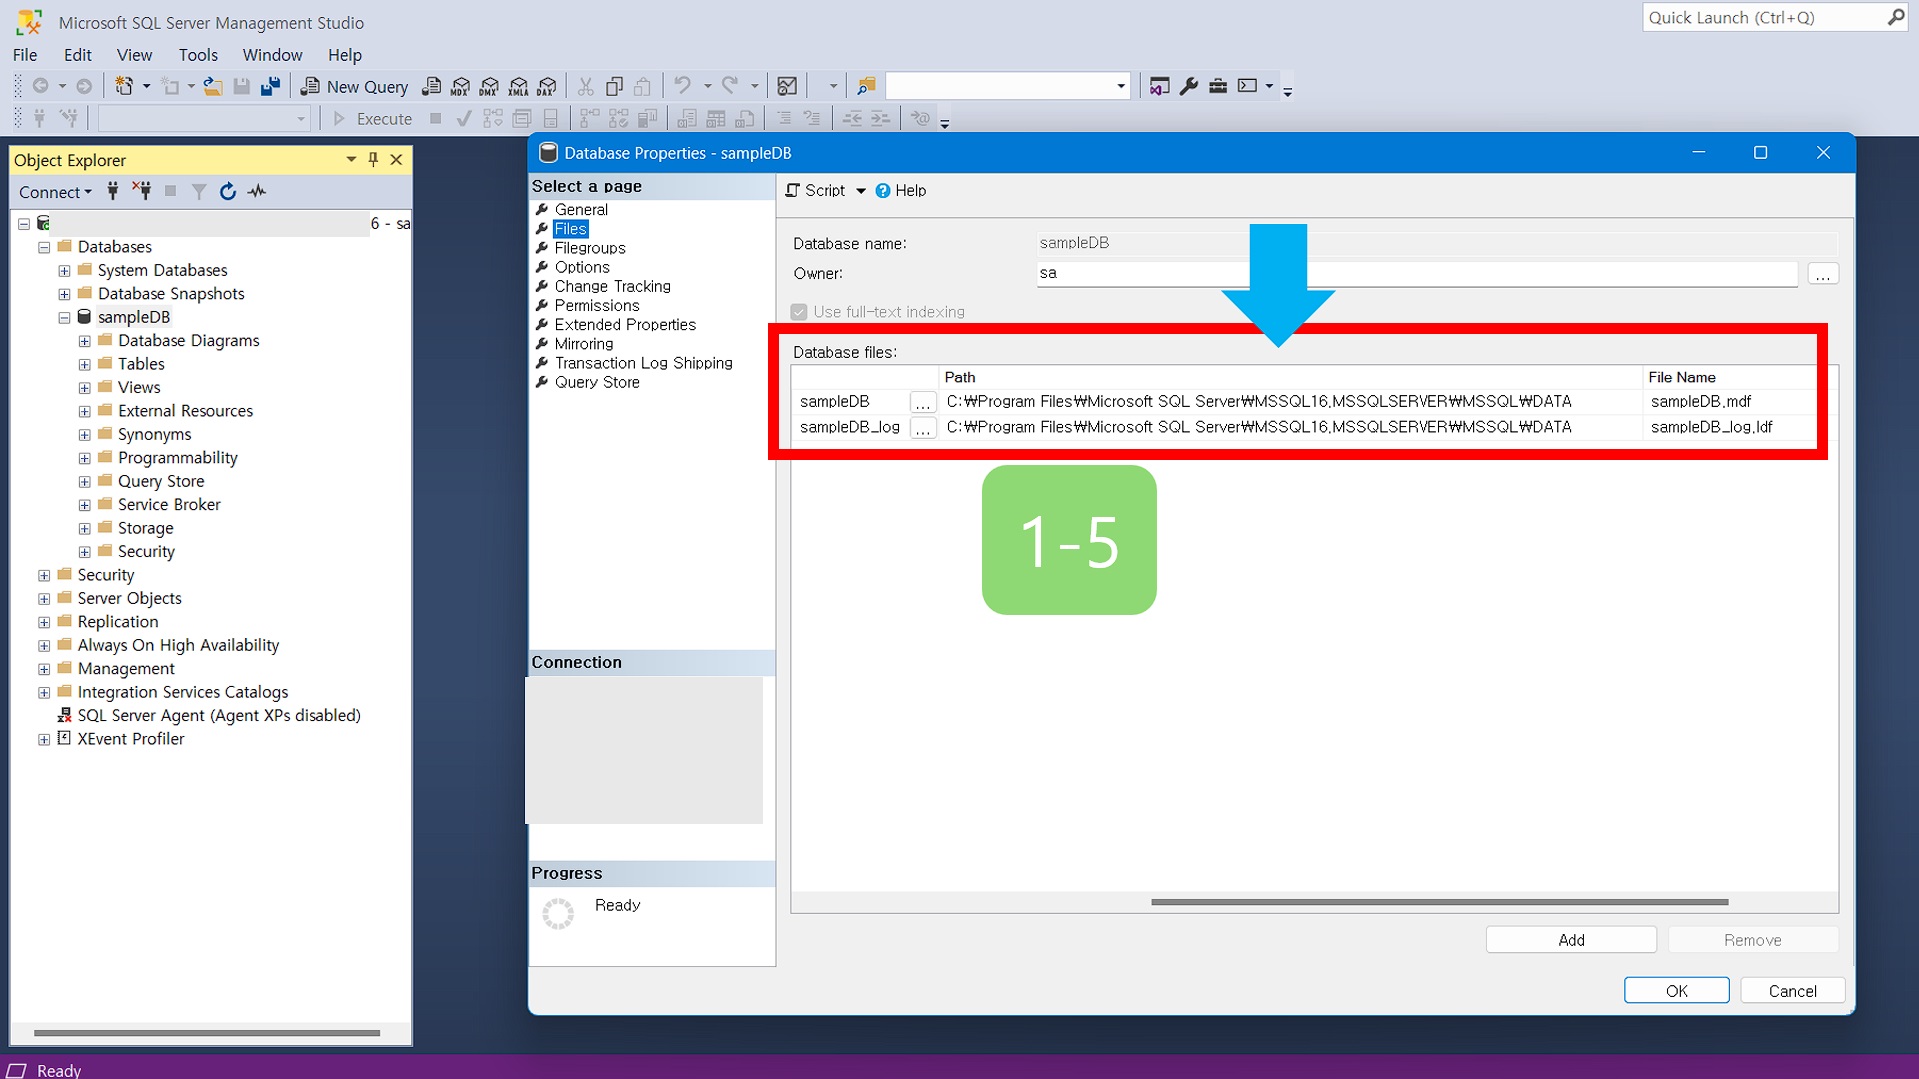 Microsoft SQL Server Management Studio
Quick Launch (Ctrl+Q)
File Edit View Tools Window Help
New Query
MDX DMX XMLA DAX
Execute
Object Explorer
Connect
6 - sa
Databases
System Databases
Database Snapshots
sampleDB
Database Diagrams
Tables
Views
External Resources
Synonyms
Programmability
Query Store
Service Broker
Storage
Security
Security
Server Objects
Replication
Always On High Availability
Management
Integration Services Catalogs
SQL Server Agent (Agent XPs disabled)
XEvent Profiler
Database Properties - sampleDB
Select a page
General
Files
Filegroups
Options
Change Tracking
Permissions
Extended Properties
Mirroring
Transaction Log Shipping
Query Store
Connection
Progress
Ready
Script Help
Database name: sampleDB
Owner: sa ...
Use full-text indexing
Database files:
Path File Name
sampleDB ... C:₩Program Files₩Microsoft SQL Server₩MSSQL16.MSSQLSERVER₩MSSQL₩DATA sampleDB.mdf
sampleDB_log ... C:₩Program Files₩Microsoft SQL Server₩MSSQL16.MSSQLSERVER₩MSSQL₩DATA sampleDB_log.ldf
1-5
Add Remove
OK Cancel
Ready